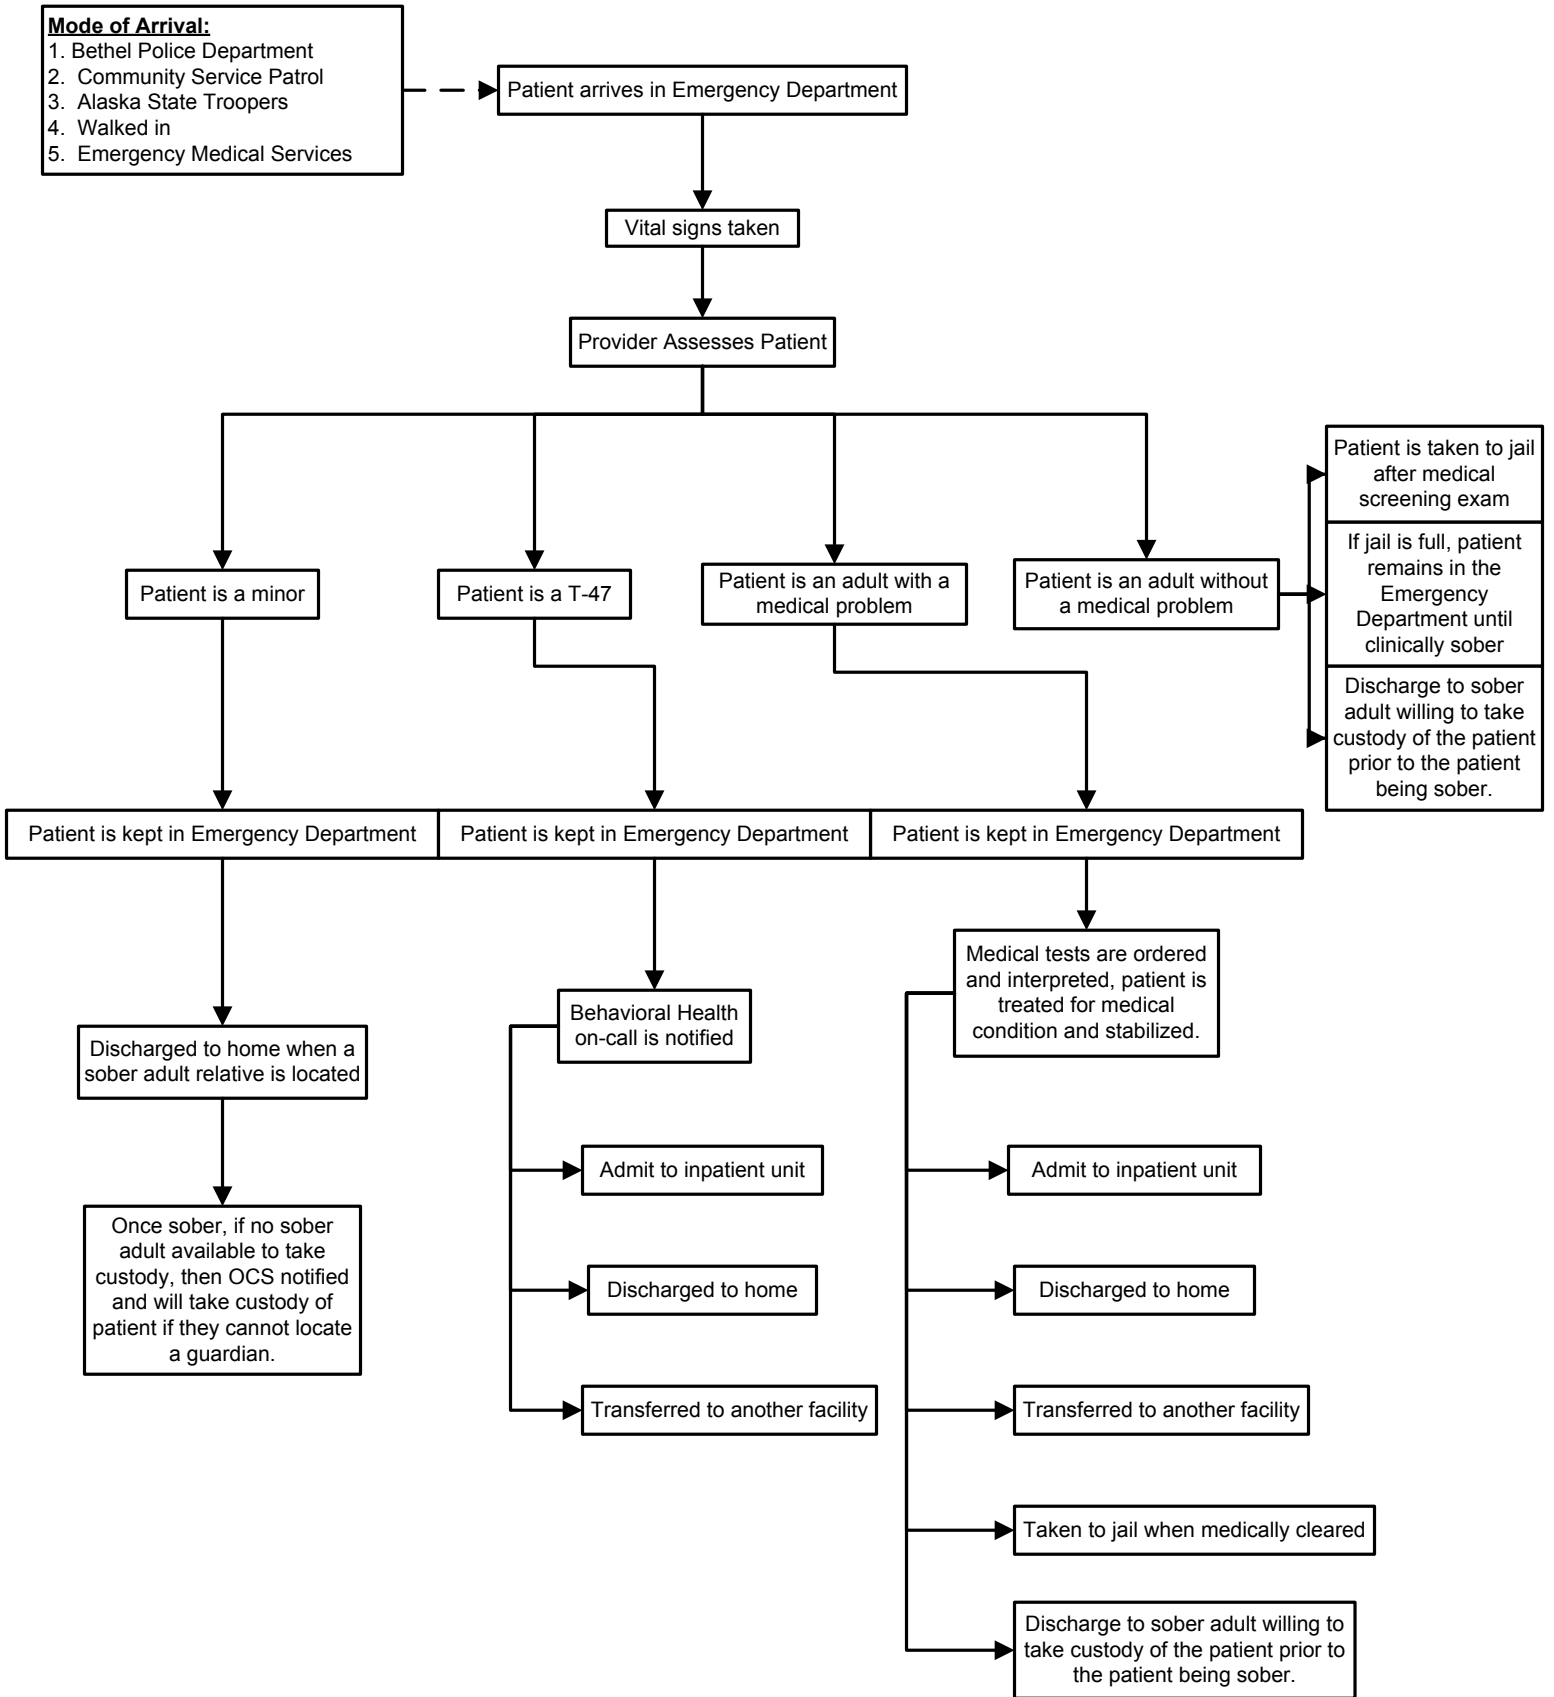 Mode of Arrival:
1. Bethel Police Department
2. Community Service Patrol
3. Alaska State Troopers
4. Walked in
5. Emergency Medical Services
Patient arrives in Emergency Department
Vital signs taken
Provider Assesses Patient
Patient is a minor
Patient is a T-47
Patient is an adult with a
medical problem
Patient is an adult without
a medical problem
Patient is taken to jail
after medical
screening exam
If jail is full, patient
remains in the
Emergency
Department until
clinically sober
Discharge to sober
adult willing to take
custody of the patient
prior to the patient
being sober.
Patient is kept in Emergency Department
Patient is kept in Emergency Department
Patient is kept in Emergency Department
Discharged to home when a
sober adult relative is located
Once sober, if no sober
adult available to take
custody, then OCS notified
and will take custody of
patient if they cannot locate
a guardian.
Behavioral Health
on-call is notified
Admit to inpatient unit
Discharged to home
Transferred to another facility
Medical tests are ordered
and interpreted, patient is
treated for medical
condition and stabilized.
Admit to inpatient unit
Discharged to home
Transferred to another facility
Taken to jail when medically cleared
Discharge to sober adult willing to
take custody of the patient prior to
the patient being sober.